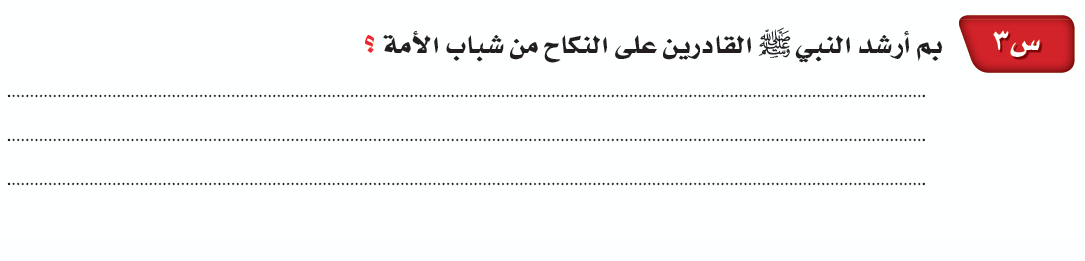 س٣
بم أرشد النبي ﷺ القادرين على النكاح من شباب الأمة ؟